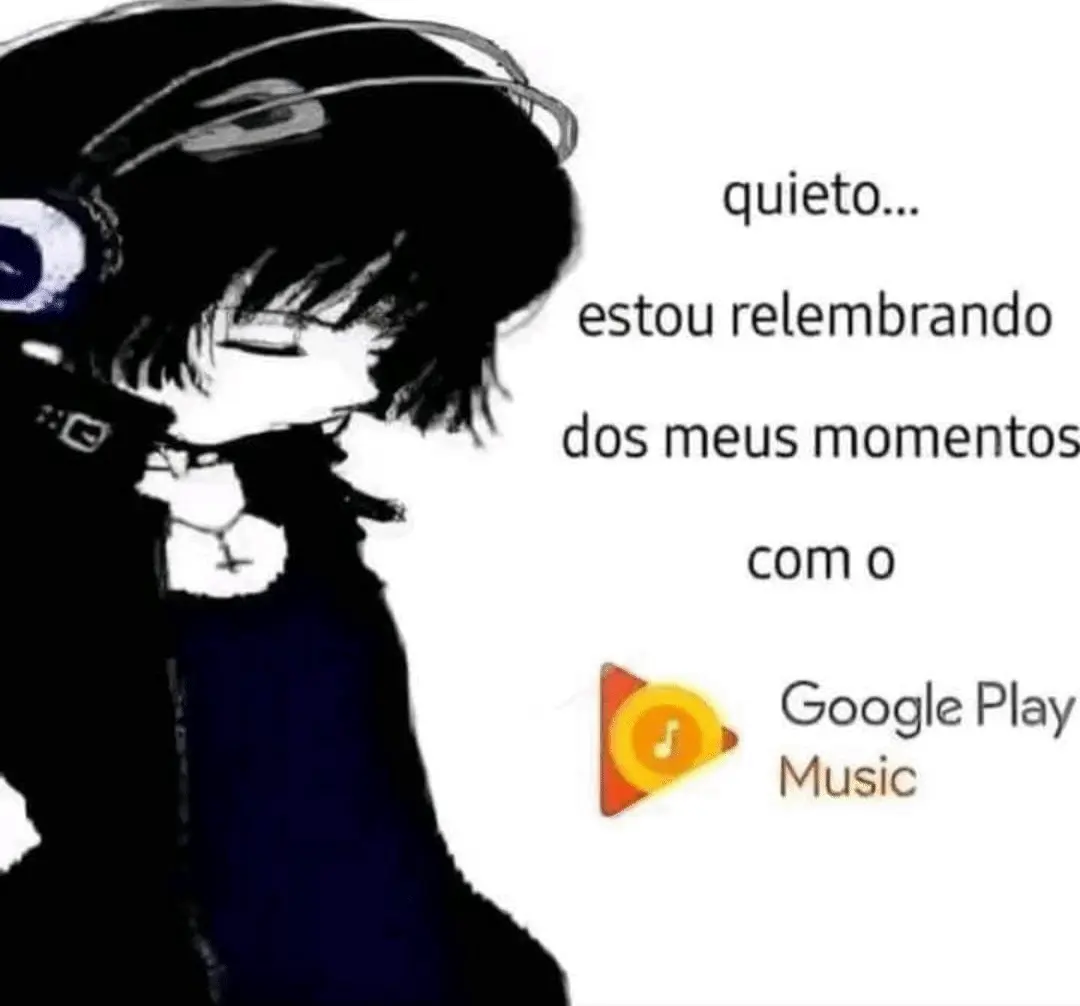 quieto...
estou relembrando
dos meus momentos
com o
Google Play
Music